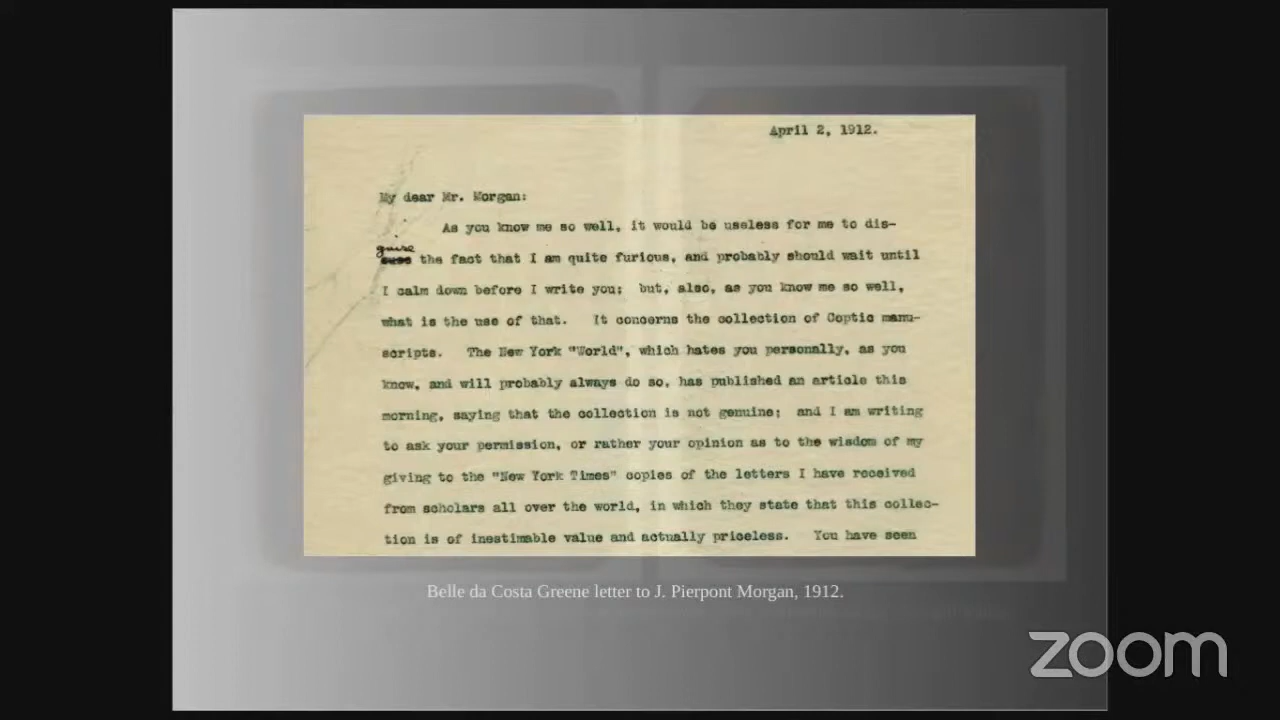 April 2, 1912.
My dear Mr. Morgan:
As you know me so well, it would be useless for me to dis-
guise
the fact that I am quite furious, and probably should wait until
I calm down before I write you; but, also, as you know me so well,
what is the use of that. It concerns the collection of Coptic manu-
scripts. The New York "World", which hates you personally, as you
know, and will probably always do so, has published an article this
morning, saying that the collection is not genuine; and I am writing
to ask your permission, or rather your opinion as to the wisdom of my
giving to the "New York Times" copies of the letters I have received
from scholars all over the world, in which they state that this collec-
tion is of inestimable value and actually priceless. You have seen
Belle da Costa Greene letter to J. Pierpont Morgan, 1912.
zoom